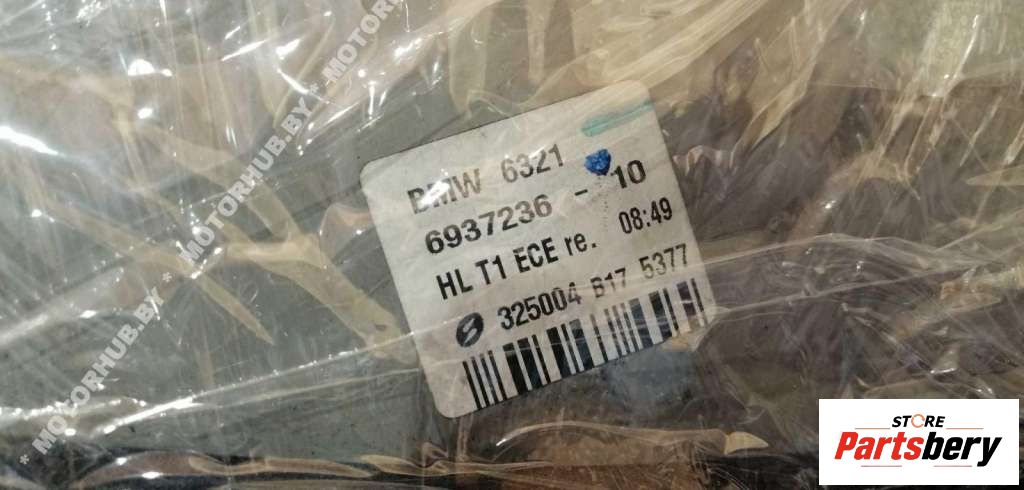 BMW 6321
6937236 - 10
HL T1 ECE re. 08:49
325004 B17 5377
* MOTORHUB.BY * MOTORHUB.BY * MOTORHUB.BY * MOTOR
STORE
Partsbery